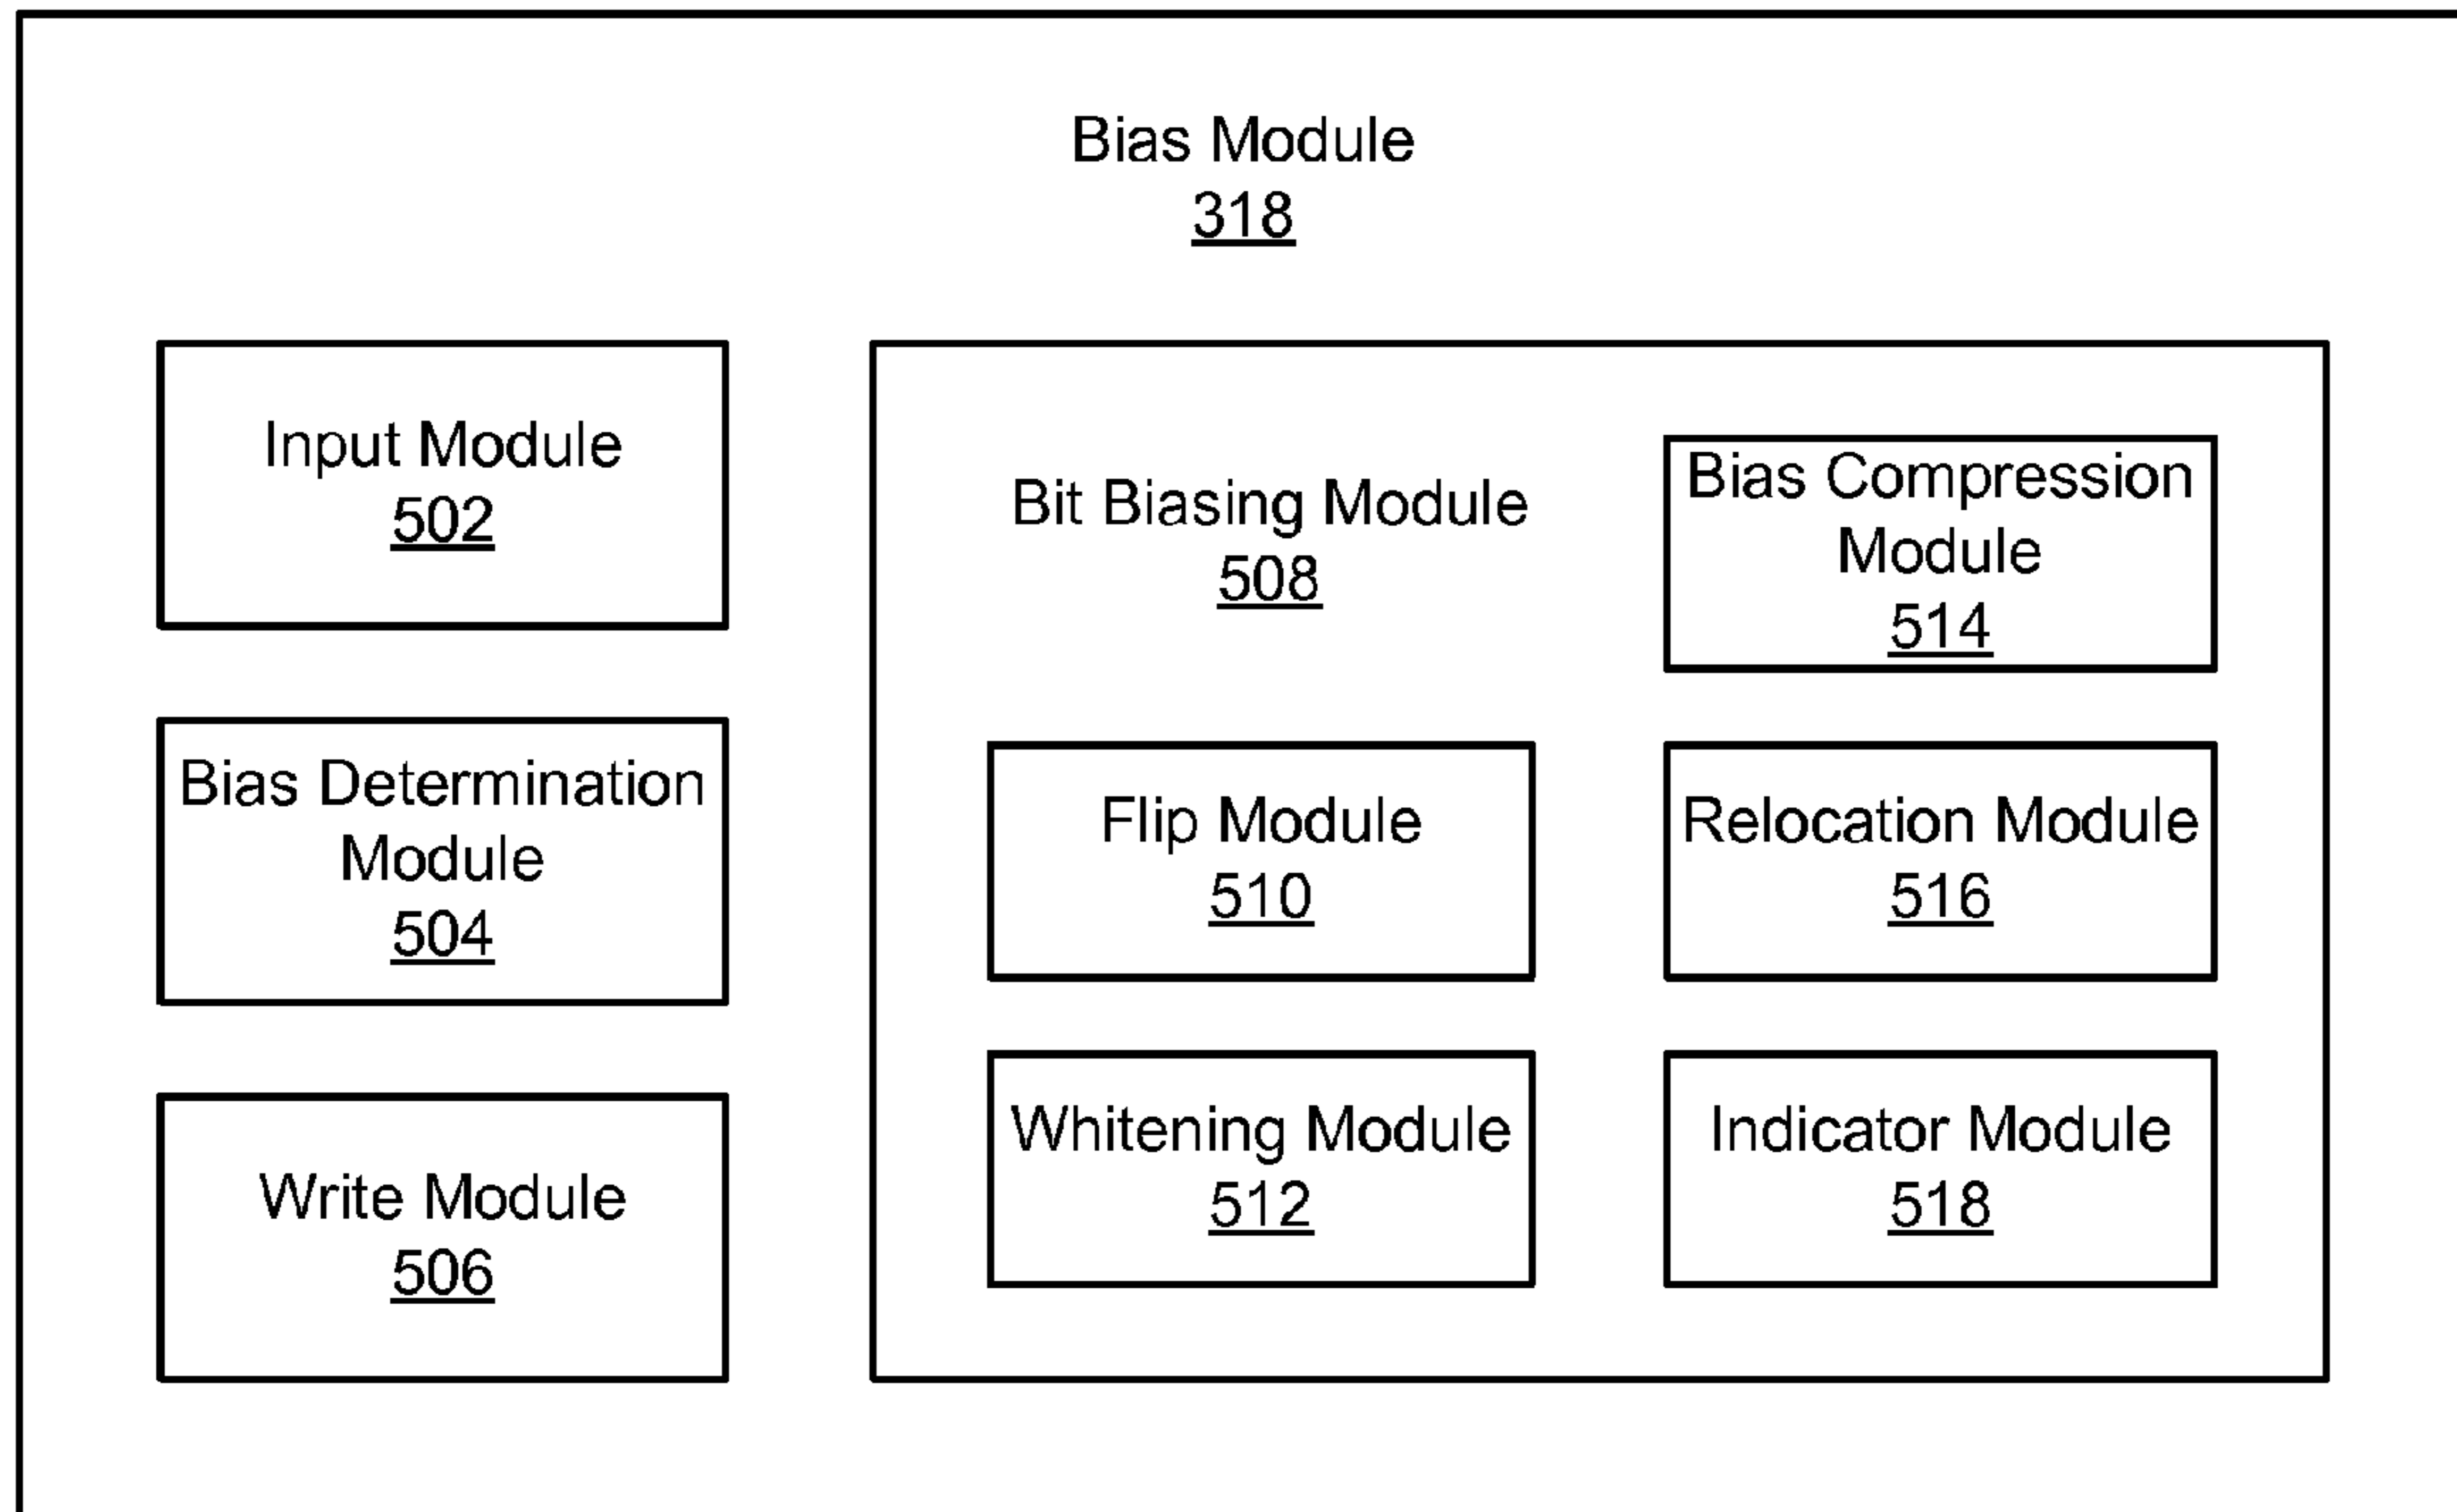 Bias Module
318
Input Module
502
Bias Determination
Module
504
Write Module
506
Bit Biasing Module
508
Bias Compression
Module
514
Flip Module
510
Relocation Module
516
Whitening Module
512
Indicator Module
518